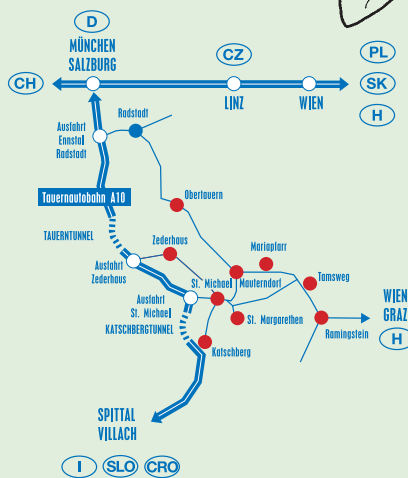 D
MÜNCHEN
SALZBURG
CZ
PL
CH
SK
LINZ
WIEN
H
Radstadt
Ausfahrt
Ennstal
Radstadt
Tauernautobahn A10
Obertauern
TAUERNTUNNEL
Zederhaus
Mariapfarr
Ausfahrt
Zederhaus
St. Michael
Mauterndorf
Tamsweg
Ausfahrt
St. Michael
KATSCHBERGTUNNEL
St. Margarethen
WIEN
GRAZ
H
Ramingstein
Katschberg
SPITTAL
VILLACH
I
SLO
CRO